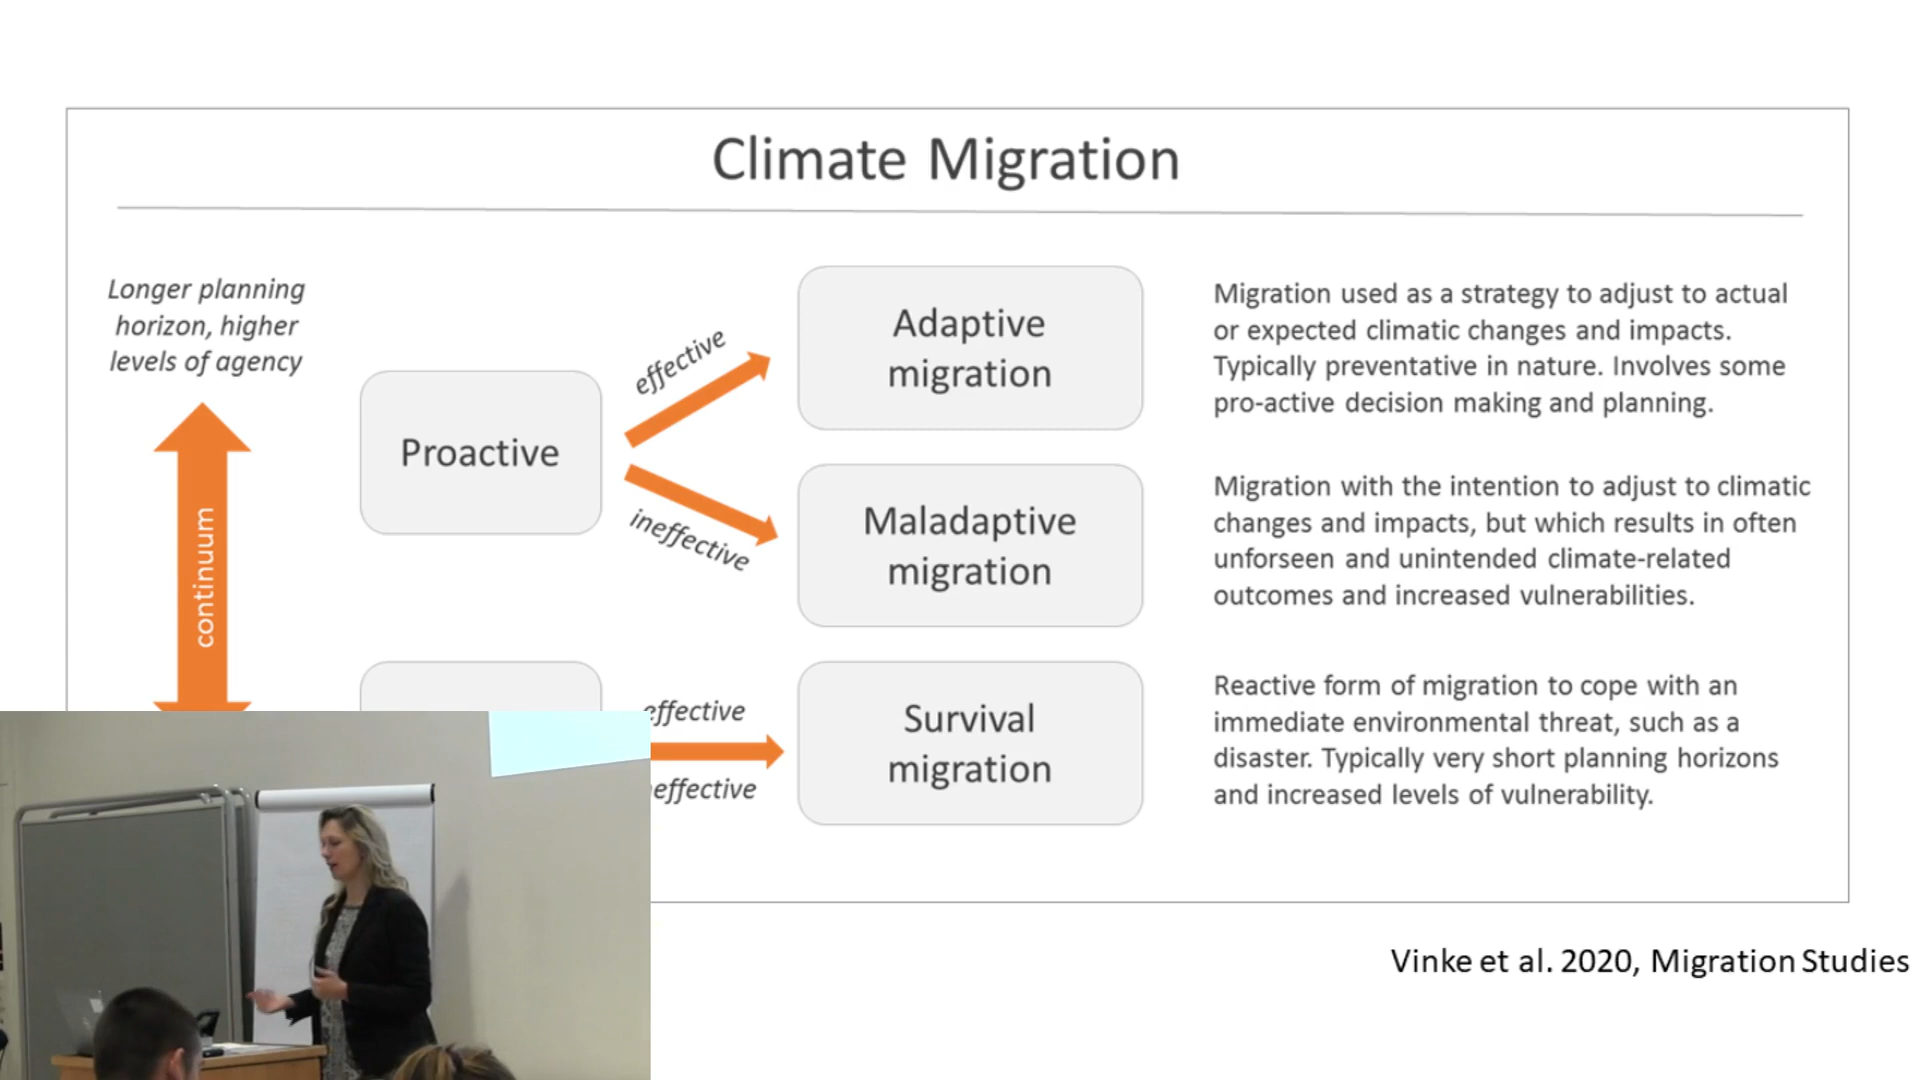 Climate Migration
Longer planning
horizon, higher
levels of agency
continuum
Proactive
effective
ineffective
Adaptive
migration
Migration used as a strategy to adjust to actual
or expected climatic changes and impacts.
Typically preventative in nature. Involves some
pro-active decision making and planning.
Maladaptive
migration
Migration with the intention to adjust to climatic
changes and impacts, but which results in often
unforseen and unintended climate-related
outcomes and increased vulnerabilities.
effective
effective
Survival
migration
Reactive form of migration to cope with an
immediate environmental threat, such as a
disaster. Typically very short planning horizons
and increased levels of vulnerability.
Vinke et al. 2020, Migration Studies